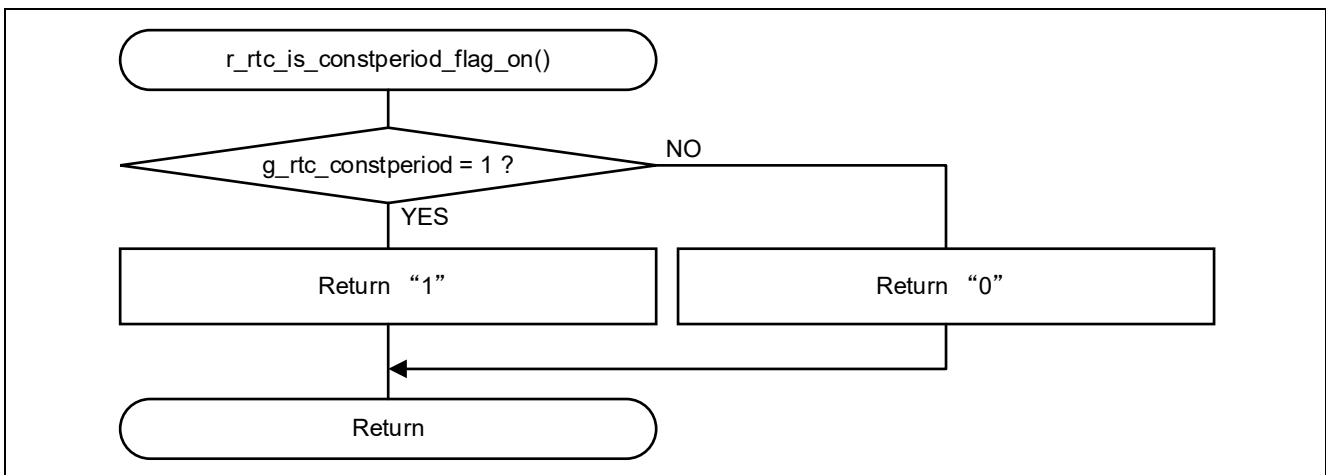 r_rtc_is_constperiod_flag_on()
g_rtc_constperiod = 1 ?
NO
YES
Return “1”
Return “0”
Return